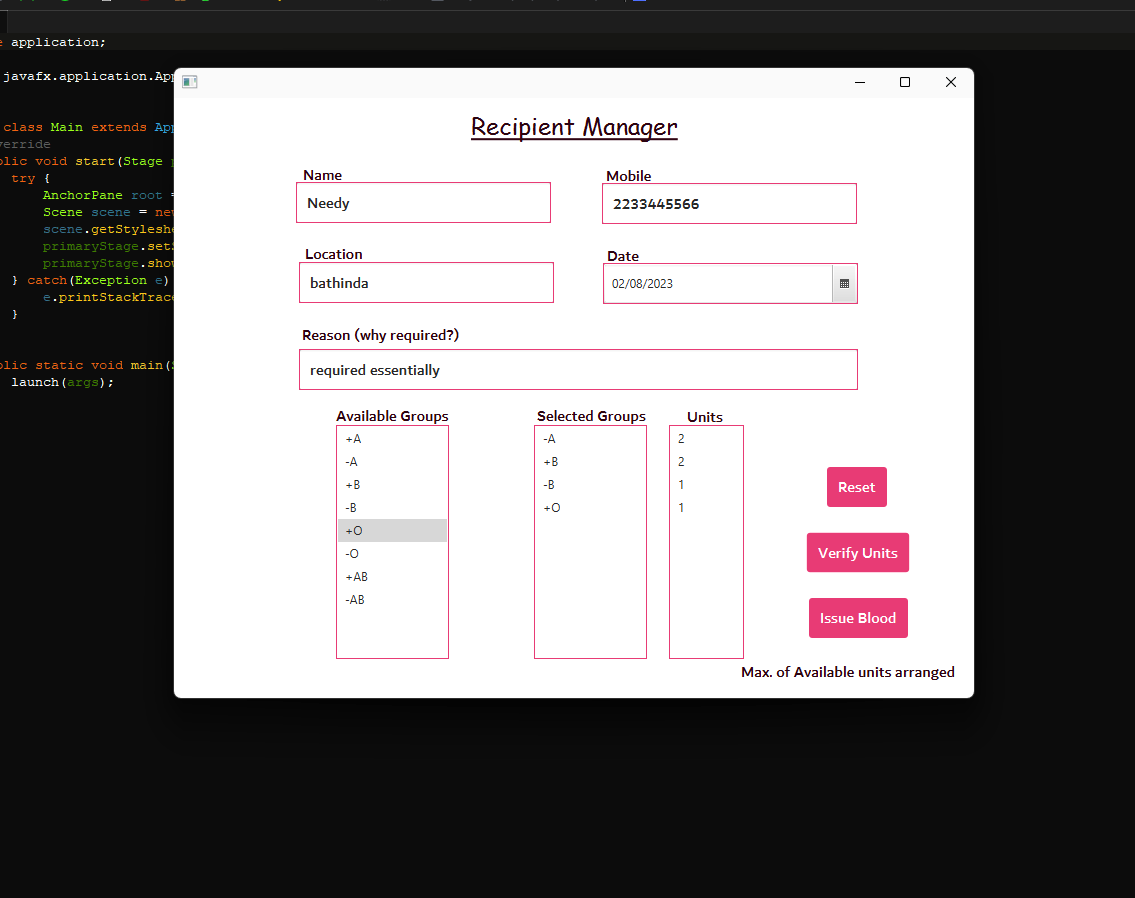 application;
javafx.application.App
class Main extends App
verride
blic void start(Stage
try {
AnchorPane root =
Scene scene = new
scene.getStyleshe
primaryStage.setS
primaryStage.show
} catch(Exception e)
e.printStackTrace
}
blic static void main(S
launch(args);
Recipient Manager
Name
Needy
Mobile
2233445566
Location
bathinda
Date
02/08/2023
Reason (why required?)
required essentially
Available Groups
+A
-A
+B
-B
+O
-O
+AB
-AB
Selected Groups
-A
+B
-B
+O
Units
2
2
1
1
Reset
Verify Units
Issue Blood
Max. of Available units arranged